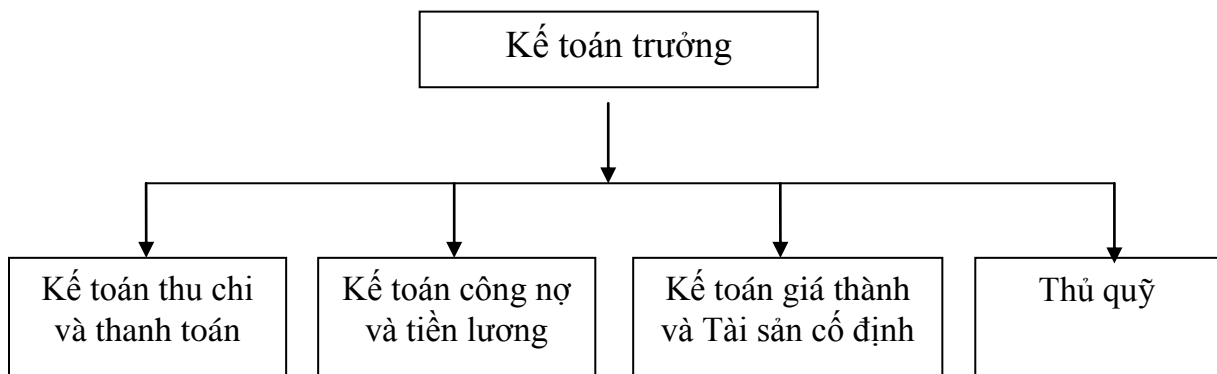 Kế toán trưởng
Kế toán thu chi
và thanh toán
Kế toán công nợ
và tiền lương
Kế toán giá thành
và Tài sản cố định
Thủ quỹ